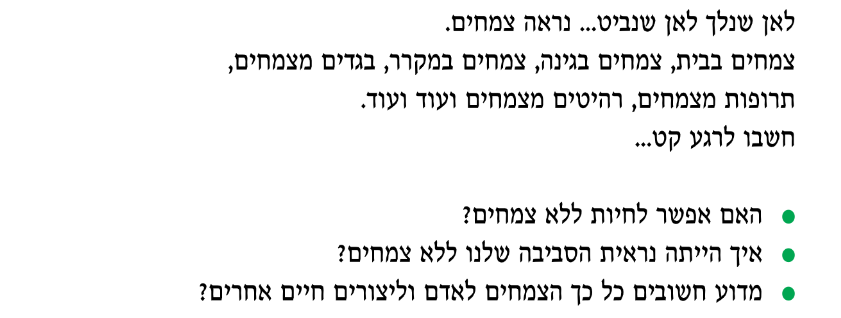 לאן שנלך לאן שנביט... נראה צמחים.
צמחים בבית, צמחים בגינה, צמחים במקרר, בגדים מצמחים,
תרופות מצמחים, רהיטים מצמחים ועוד ועוד.
חשבו לרגע קט...
● האם אפשר לחיות ללא צמחים?
● איך הייתה נראית הסביבה שלנו ללא צמחים?
● מדוע חשובים כל כך הצמחים לאדם וליצורים חיים אחרים?